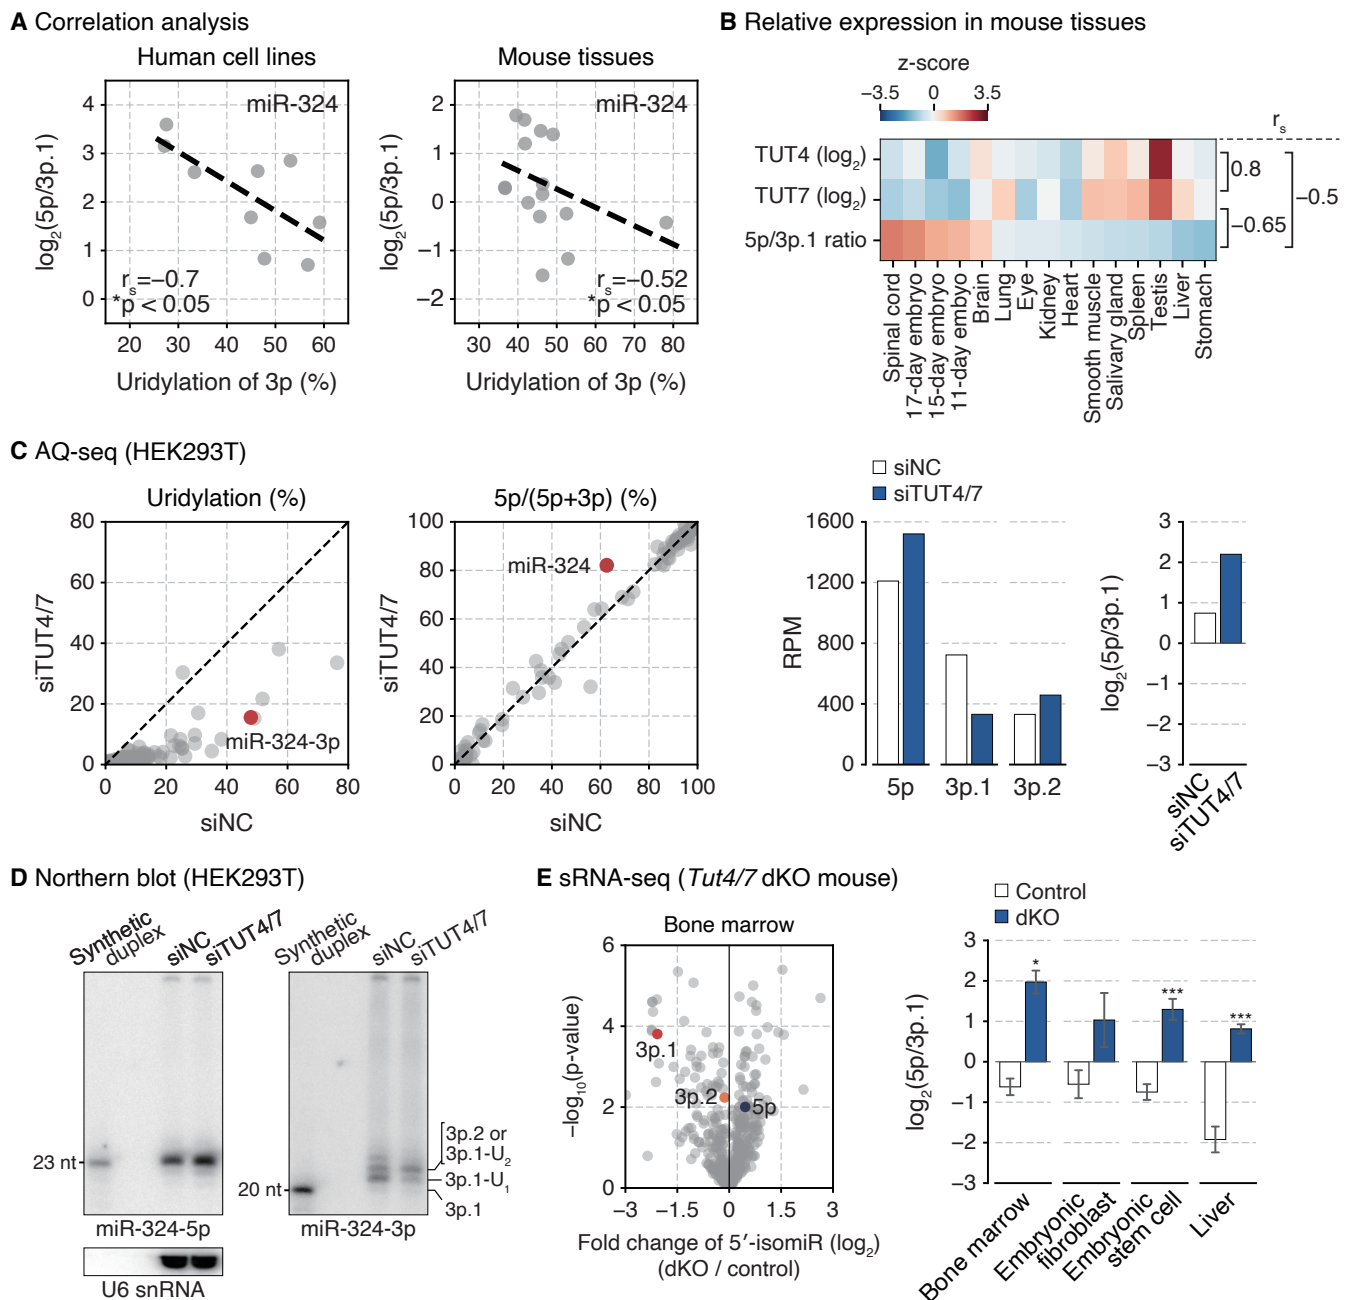 A Correlation analysis
Human cell lines
miR-324
log2(5p/3p.1)
4
3
2
1
0
rs=−0.7
*p < 0.05
20 30 40 50 60
Uridylation of 3p (%)
Mouse tissues
miR-324
log2(5p/3p.1)
2
1
0
−1
−2
rs=−0.52
*p < 0.05
30 40 50 60 70 80
Uridylation of 3p (%)
B Relative expression in mouse tissues
z-score
−3.5 0 3.5
rs
TUT4 (log2)
TUT7 (log2)
5p/3p.1 ratio
0.8
−0.65
−0.5
Spinal cord
17-day embryo
15-day embryo
11-day embyo
Brain
Lung
Eye
Kidney
Heart
Smooth muscle
Salivary gland
Spleen
Testis
Liver
Stomach
C AQ-seq (HEK293T)
Uridylation (%)
siTUT4/7
80
60
40
20
0
miR-324-3p
0 20 40 60 80
siNC
5p/(5p+3p) (%)
siTUT4/7
100
80
60
40
20
0
miR-324
0 20 40 60 80 100
siNC
siNC
siTUT4/7
RPM
1600
1200
800
400
0
5p 3p.1 3p.2
log2(5p/3p.1)
3
2
1
0
−1
−2
−3
siNC
siTUT4/7
D Northern blot (HEK293T)
Synthetic duplex
siNC
siTUT4/7
23 nt
miR-324-5p
U6 snRNA
Synthetic duplex
siNC
siTUT4/7
20 nt
3p.2 or
3p.1-U2
3p.1-U1
3p.1
miR-324-3p
E sRNA-seq (Tut4/7 dKO mouse)
Bone marrow
−log10(p-value)
6
4
2
0
3p.1
3p.2
5p
−3 −1.5 0 1.5 3
Fold change of 5′-isomiR (log2)
(dKO / control)
Control
dKO
log2(5p/3p.1)
3
2
1
0
−1
−2
−3
*
***
***
Bone marrow
Embryonic fibroblast
Embryonic stem cell
Liver